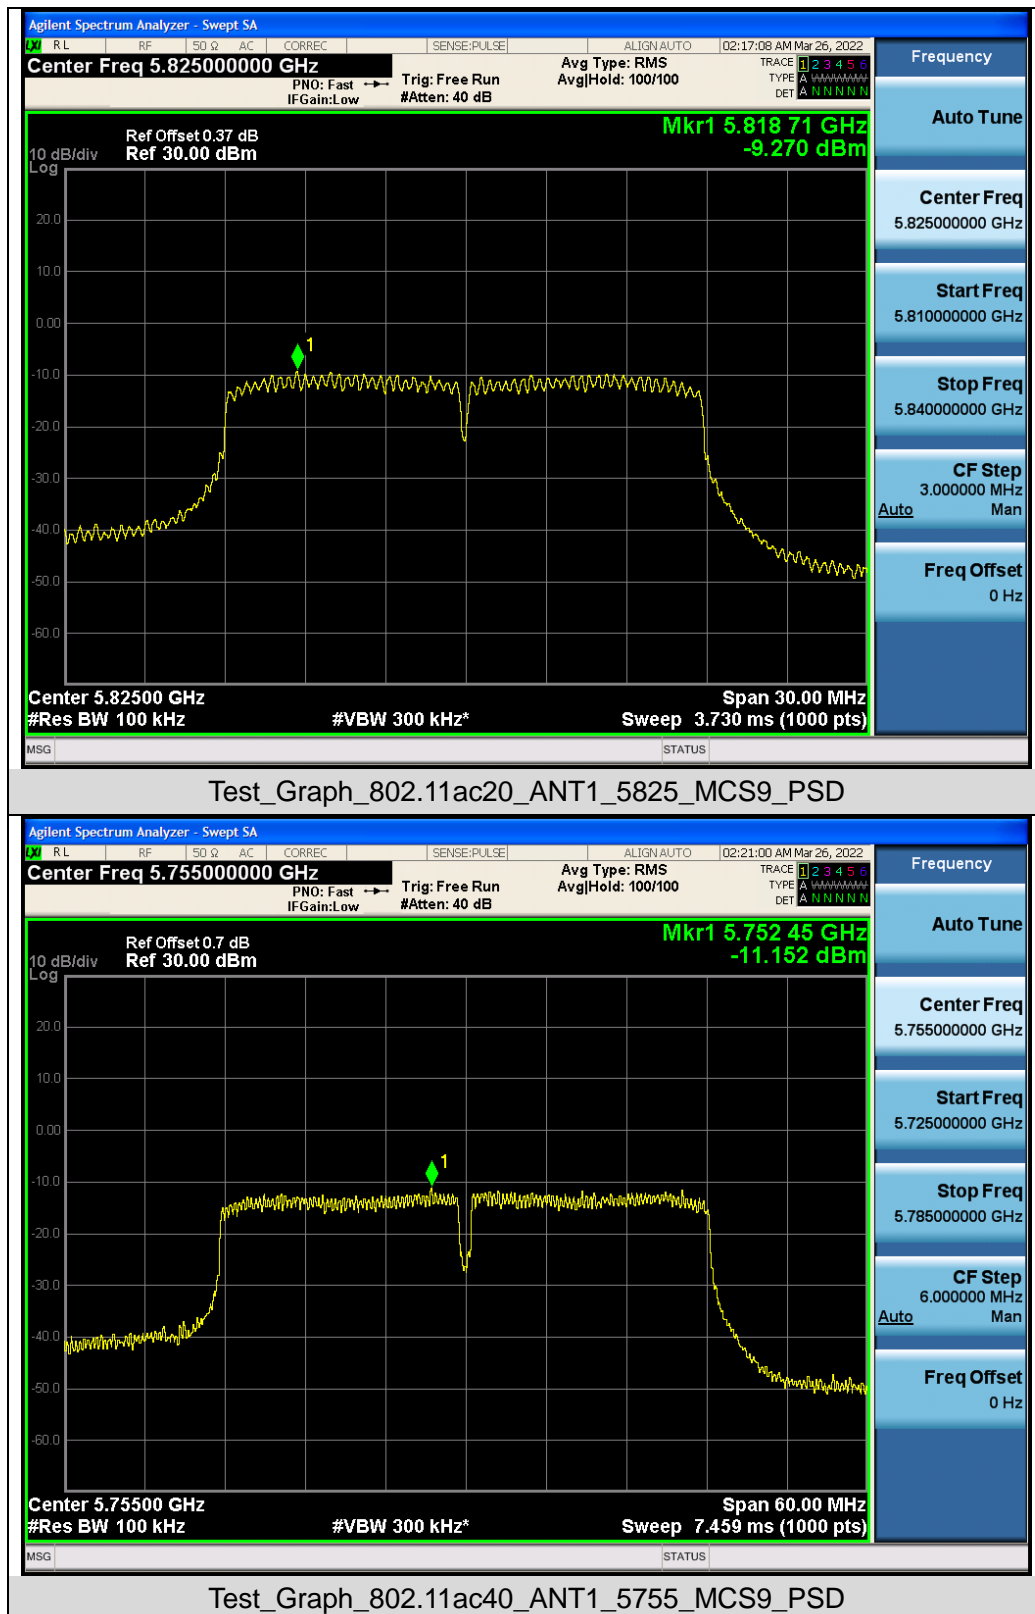 Agilent Spectrum Analyzer - Swept SA
LXI RL RF 50 Ω AC CORREC SENSE:PULSE ALIGN AUTO 02:17:08 AM Mar 26, 2022
Center Freq 5.825000000 GHz
PNO: Fast
IFGain:Low
Trig: Free Run
#Atten: 40 dB
Avg Type: RMS
Avg|Hold: 100/100
TRACE 1 2 3 4 5 6
TYPE A WWWWW
DET A N N N N N
Ref Offset 0.37 dB
Ref 30.00 dBm
10 dB/div
Log
Mkr1 5.818 71 GHz
-9.270 dBm
20.0
10.0
0.00
-10.0
-20.0
-30.0
-40.0
-50.0
-60.0
1
Center 5.82500 GHz
Span 30.00 MHz
#Res BW 100 kHz
#VBW 300 kHz*
Sweep 3.730 ms (1000 pts)
MSG
STATUS
Frequency
Auto Tune
Center Freq
5.825000000 GHz
Start Freq
5.810000000 GHz
Stop Freq
5.840000000 GHz
CF Step
3.000000 MHz
Auto Man
Freq Offset
0 Hz
Test_Graph_802.11ac20_ANT1_5825_MCS9_PSD
Agilent Spectrum Analyzer - Swept SA
LXI RL RF 50 Ω AC CORREC SENSE:PULSE ALIGN AUTO 02:21:00 AM Mar 26, 2022
Center Freq 5.755000000 GHz
PNO: Fast
IFGain:Low
Trig: Free Run
#Atten: 40 dB
Avg Type: RMS
Avg|Hold: 100/100
TRACE 1 2 3 4 5 6
TYPE A WWWWW
DET A N N N N N
Ref Offset 0.7 dB
Ref 30.00 dBm
10 dB/div
Log
Mkr1 5.752 45 GHz
-11.152 dBm
20.0
10.0
0.00
-10.0
-20.0
-30.0
-40.0
-50.0
-60.0
1
Center 5.75500 GHz
Span 60.00 MHz
#Res BW 100 kHz
#VBW 300 kHz*
Sweep 7.459 ms (1000 pts)
MSG
STATUS
Frequency
Auto Tune
Center Freq
5.755000000 GHz
Start Freq
5.725000000 GHz
Stop Freq
5.785000000 GHz
CF Step
6.000000 MHz
Auto Man
Freq Offset
0 Hz
Test_Graph_802.11ac40_ANT1_5755_MCS9_PSD